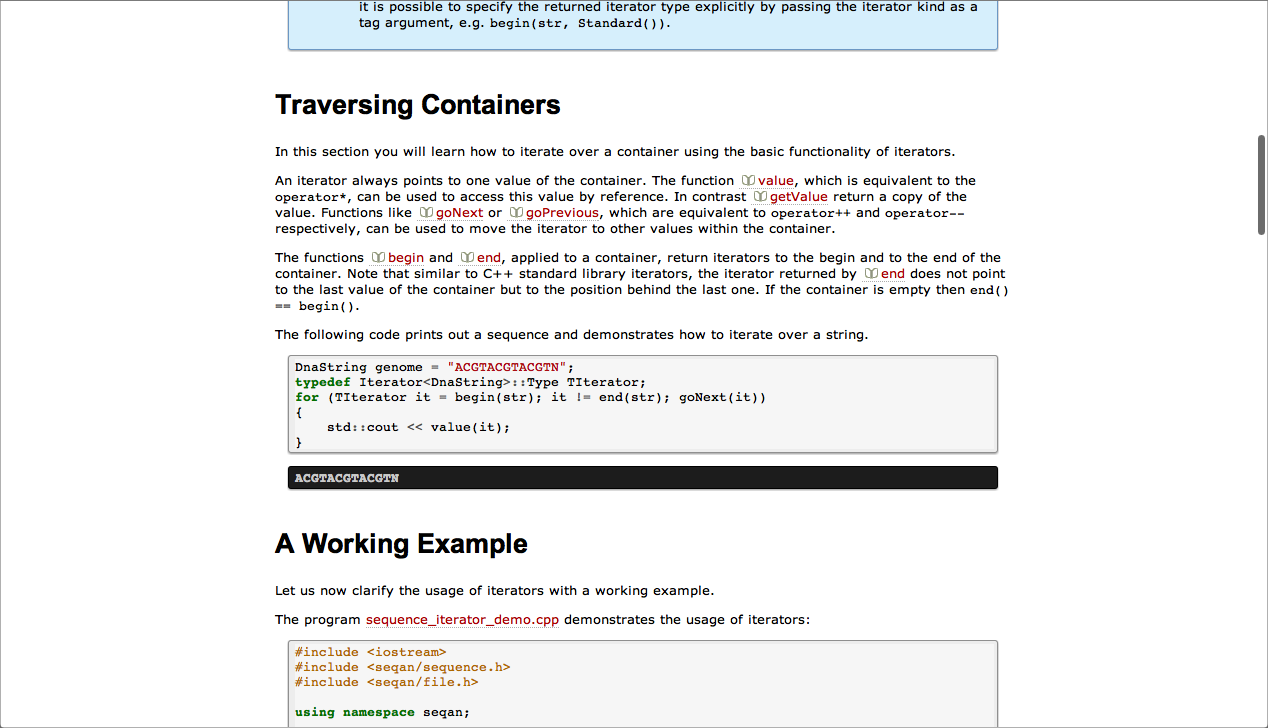 it is possible to specify the returned iterator type explicitly by passing the iterator kind as a
tag argument, e.g. begin(str, Standard()).
Traversing Containers
In this section you will learn how to iterate over a container using the basic functionality of iterators.
An iterator always points to one value of the container. The function value, which is equivalent to the
operator*, can be used to access this value by reference. In contrast getValue return a copy of the
value. Functions like goNext or goPrevious, which are equivalent to operator++ and operator--
respectively, can be used to move the iterator to other values within the container.
The functions begin and end, applied to a container, return iterators to the begin and to the end of the
container. Note that similar to C++ standard library iterators, the iterator returned by end does not point
to the last value of the container but to the position behind the last one. If the container is empty then end()
== begin().
The following code prints out a sequence and demonstrates how to iterate over a string.
DnaString genome = "ACGTACGTACGTN";
typedef Iterator<DnaString>::Type TIterator;
for (TIterator it = begin(str); it != end(str); goNext(it))
{
    std::cout << value(it);
}
ACGTACGTACGTN
A Working Example
Let us now clarify the usage of iterators with a working example.
The program sequence_iterator_demo.cpp demonstrates the usage of iterators:
#include <iostream>
#include <seqan/sequence.h>
#include <seqan/file.h>
using namespace seqan;